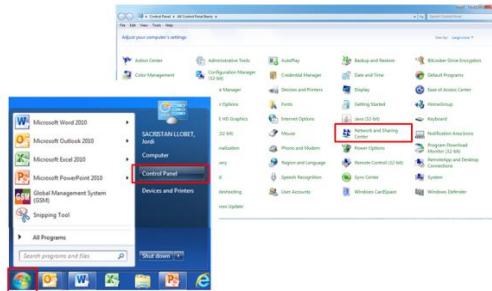 Control Panel ▸ All Control Panel Items ▸
File Edit View Tools Help
Adjust your computer's settings
View by: Large icons
Action Center
Administrative Tools
AutoPlay
Backup and Restore
BitLocker Drive Encryption
Color Management
Configuration Manager (32-bit)
Credential Manager
Date and Time
Default Programs
Devices and Printers
Display
Ease of Access Center
Fonts
Getting Started
HomeGroup
Internet Options
Java (32-bit)
Keyboard
Mouse
Network and Sharing Center
Notification Area Icons
Phone and Modem
Power Options
Program Download Monitor (32-bit)
Region and Language
Remote Control (32-bit)
RemoteApp and Desktop Connections
Speech Recognition
Sync Center
System
User Accounts
Windows CardSpace
Windows Defender
Microsoft Word 2010
Microsoft Outlook 2010
Microsoft Excel 2010
Microsoft PowerPoint 2010
Global Management System (GSM)
Snipping Tool
All Programs
Search programs and files
SACRISTAN LLOBET, Jordi
Computer
Control Panel
Devices and Printers
Shut down